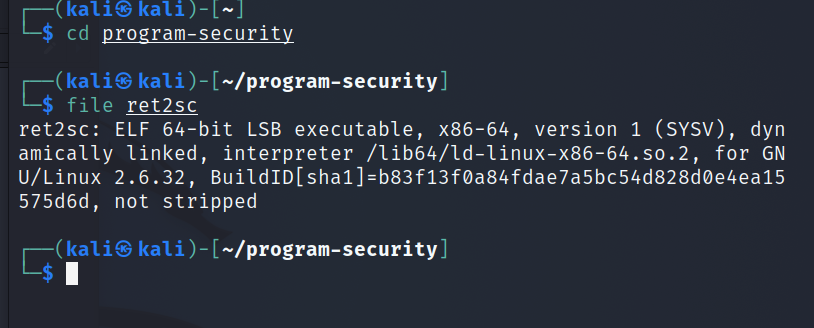 ┌──(kali㉿kali)-[~]
└─$ cd program-security
┌──(kali㉿kali)-[~/program-security]
└─$ file ret2sc
ret2sc: ELF 64-bit LSB executable, x86-64, version 1 (SYSV), dyn
amically linked, interpreter /lib64/ld-linux-x86-64.so.2, for GN
U/Linux 2.6.32, BuildID[sha1]=b83f13f0a84fdae7a5bc54d828d0e4ea15
575d6d, not stripped
┌──(kali㉿kali)-[~/program-security]
└─$